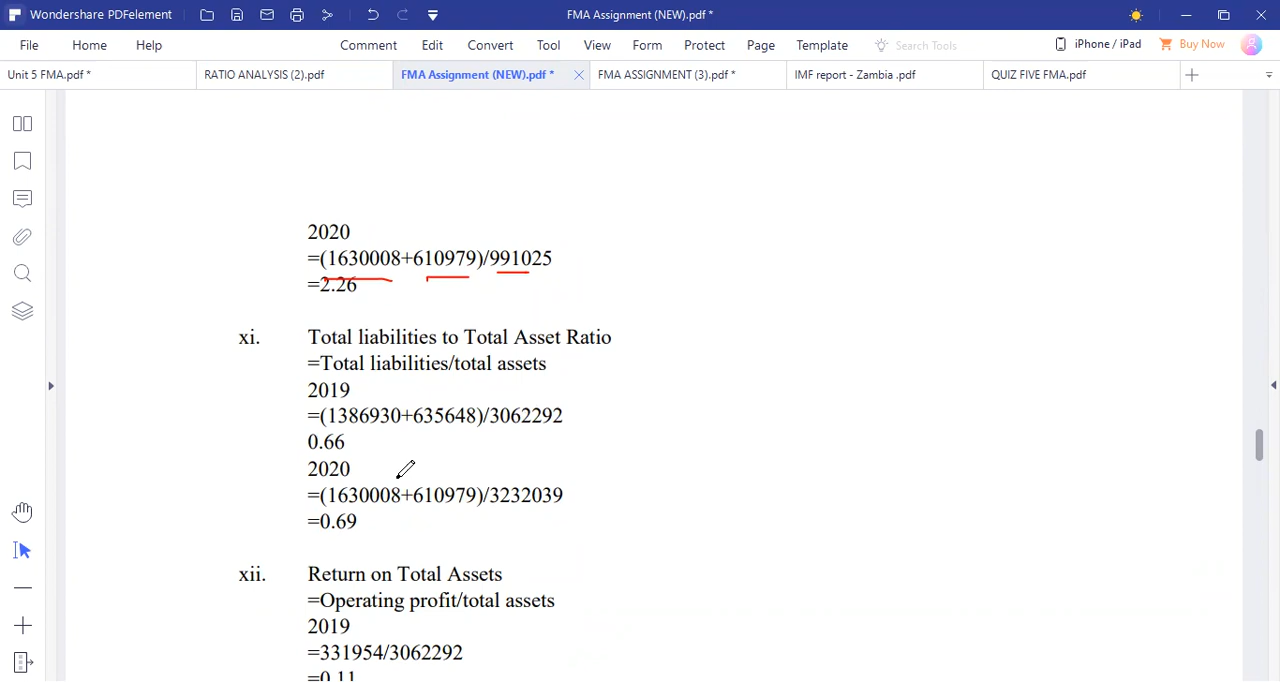 Wondershare PDFelement
FMA Assignment (NEW).pdf *
File Home Help Comment Edit Convert Tool View Form Protect Page Template Search Tools iPhone / iPad Buy Now
Unit 5 FMA.pdf * RATIO ANALYSIS (2).pdf FMA Assignment (NEW).pdf * FMA ASSIGNMENT (3).pdf * IMF report - Zambia .pdf QUIZ FIVE FMA.pdf
2020
=(1630008+610979)/991025
=2.26
xi. Total liabilities to Total Asset Ratio
=Total liabilities/total assets
2019
=(1386930+635648)/3062292
0.66
2020
=(1630008+610979)/3232039
=0.69
xii. Return on Total Assets
=Operating profit/total assets
2019
=331954/3062292
=0.11